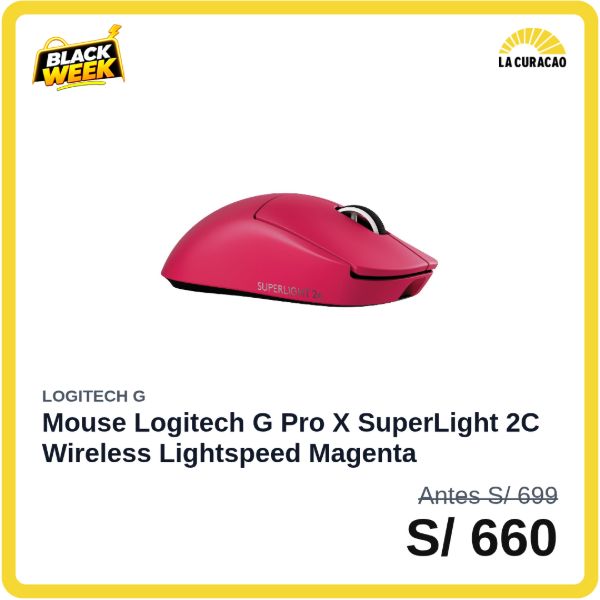 BLACK
WEEK
LA CURACAO
SUPERLIGHT 2c
LOGITECH G
Mouse Logitech G Pro X SuperLight 2C
Wireless Lightspeed Magenta
Antes S/ 699
S/ 660